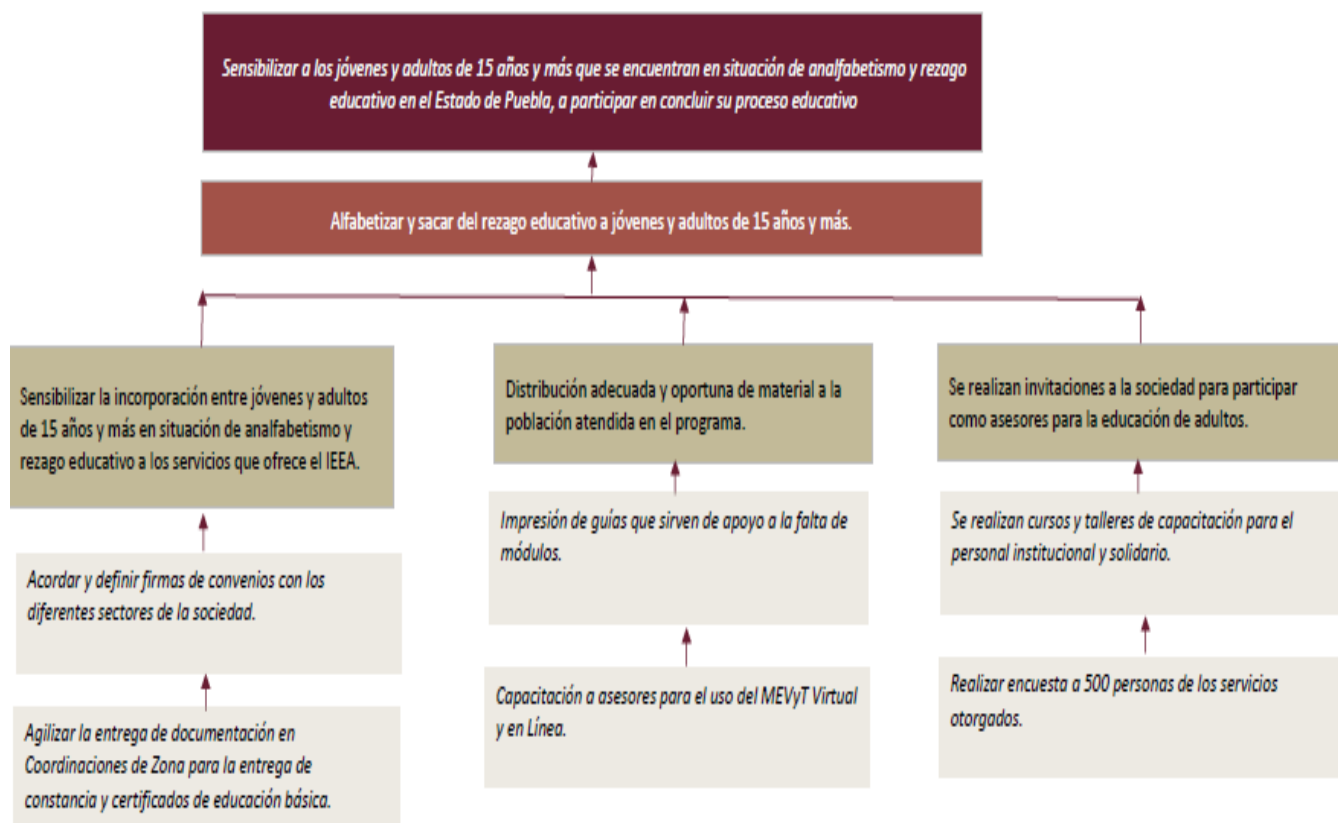 Sensibilizar a los jóvenes y adultos de 15 años y más que se encuentran en situación de analfabetismo y rezago
educativo en el Estado de Puebla, a participar en concluir su proceso educativo
Alfabetizar y sacar del rezago educativo a jóvenes y adultos de 15 años y más.
Sensibilizar la incorporación entre jóvenes y adultos
de 15 años y más en situación de analfabetismo y
rezago educativo a los servicios que ofrece el IEEA.
Acordar y definir firmas de convenios con los
diferentes sectores de la sociedad.
Agilizar la entrega de documentación en
Coordinaciones de Zona para la entrega de
constancia y certificados de educación básica.
Distribución adecuada y oportuna de material a la
población atendida en el programa.
Impresión de guías que sirven de apoyo a la falta de
módulos.
Capacitación a asesores para el uso del MEVyT Virtual
y en Línea.
Se realizan invitaciones a la sociedad para participar
como asesores para la educación de adultos.
Se realizan cursos y talleres de capacitación para el
personal institucional y solidario.
Realizar encuesta a 500 personas de los servicios
otorgados.